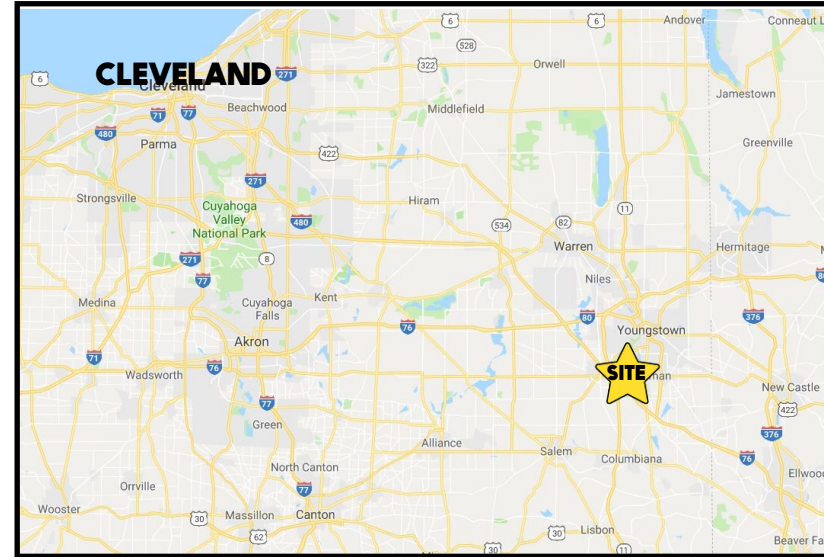 6
6
Andover
Conneaut L
528
322
Orwell
CLEVELAND
271
6
Cleveland
Jamestown
Beachwood
Middlefield
71
77
480
Parma
422
Greenville
271
Strongsville
Cuyahoga
Valley
National Park
Hiram
480
534
82
11
Warren
Hermitage
271
8
77
Niles
80
Medina
Cuyahoga
Falls
Kent
76
80
376
Youngstown
Akron
71
76
Wadsworth
SITE
man
New Castle
422
77
Green
376
Alliance
Salem
Columbiana
76
North Canton
Ellwoo
77
Orrville
Wooster
30
Massillon
Canton
62
30
Lisbon
30
11
Beaver Fa